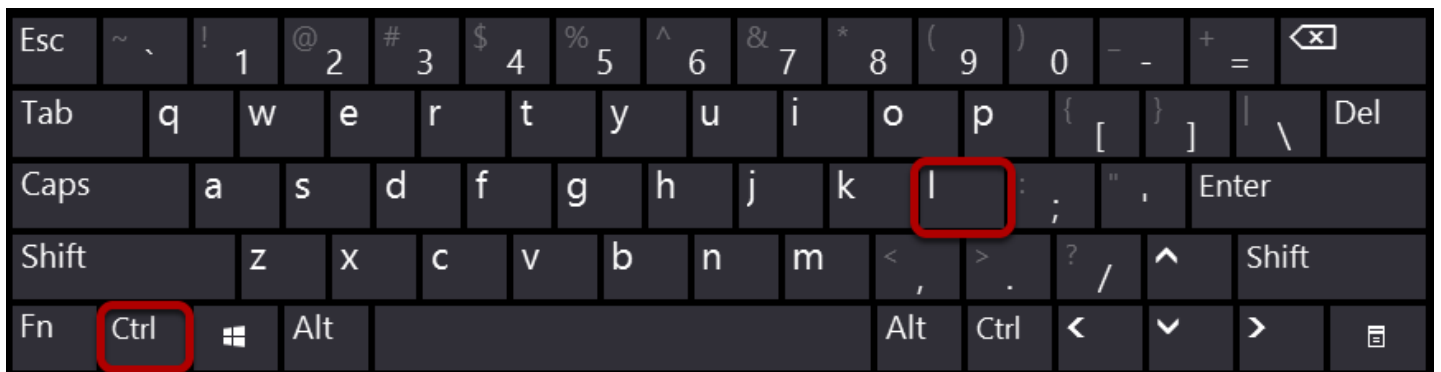 Esc ~ ` ! 1 @ 2 # 3 $ 4 % 5 ^ 6 & 7 * 8 ( 9 ) 0 _ - + =
Tab q w e r t y u i o p { [ } ] | \ Del
Caps a s d f g h j k l : ; " ' Enter
Shift z x c v b n m < , > . ? / Shift
Fn Ctrl Alt Alt Ctrl